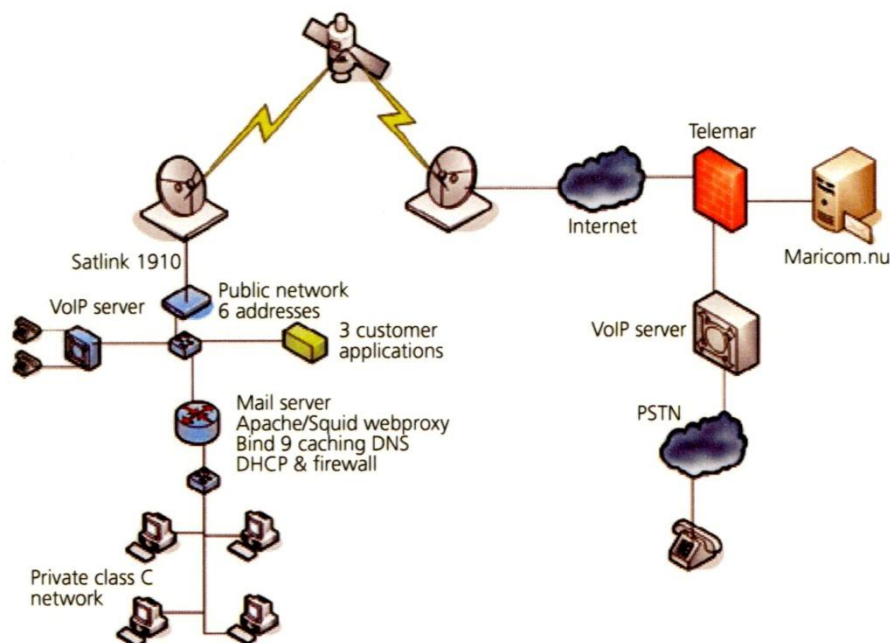 Telemar
Internet
Maricom.nu
Satlink 1910
Public network
6 addresses
VoIP server
3 customer
applications
VoIP server
Mail server
Apache/Squid webproxy
Bind 9 caching DNS
DHCP & firewall
PSTN
Private class C
network